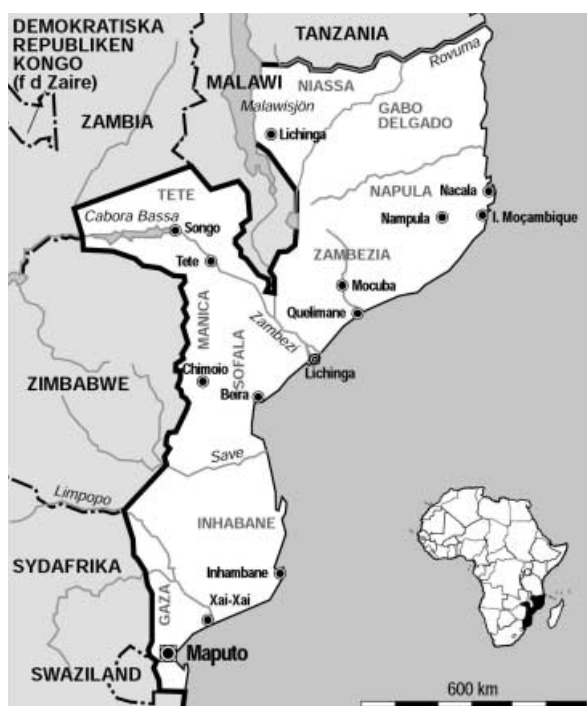 DEMOKRATISKA
REPUBLIKEN
KONGO
(f d Zaire)
TANZANIA
Rovuma
MALAWI
NIASSA
Malawisjön
GABO
DELGADO
ZAMBIA
Lichinga
TETE
NAPULA
Nacala
Cabora Bassa
Songo
Nampula
I. Moçambique
Tete
ZAMBEZIA
Mocuba
MANICA
Quelimane
Zambezi
SOFALA
Lichinga
Chimoio
ZIMBABWE
Beira
Save
Limpopo
INHABANE
SYDAFRIKA
Inhambane
GAZA
Xai-Xai
Maputo
SWAZILAND
600 km